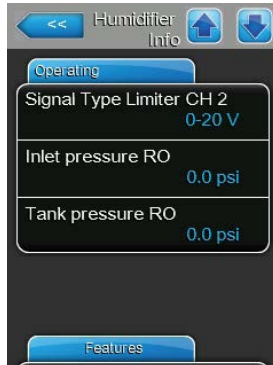 << Humidifier
Info
Operating
Signal Type Limiter CH 2
0-20 V
Inlet pressure RO
0.0 psi
Tank pressure RO
0.0 psi
Features